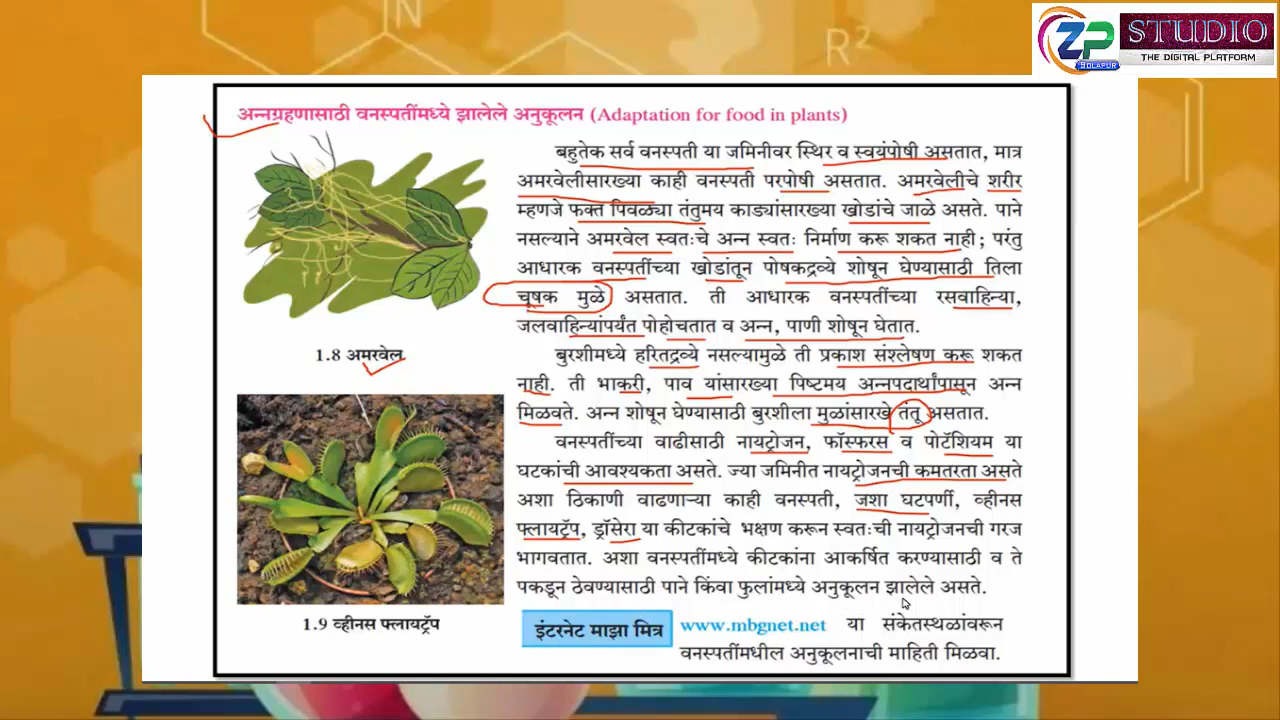 N
R²
ZP
SOLAPUR
STUDIO
THE DIGITAL PLATFORM
अन्नग्रहणासाठी वनस्पतींमध्ये झालेले अनुकूलन (Adaptation for food in plants)
बहुतेक सर्व वनस्पती या जमिनीवर स्थिर व स्वयंपोषी असतात, मात्र
अमरवेलीसारख्या काही वनस्पती परपोषी असतात. अमरवेलीचे शरीर
म्हणजे फक्त पिवळ्या तंतुमय काड्यांसारख्या खोडांचे जाळे असते. पाने
नसल्याने अमरवेल स्वतःचे अन्न स्वतः निर्माण करू शकत नाही ; परंतु
आधारक वनस्पतींच्या खोडांतून पोषकद्रव्ये शोषून घेण्यासाठी तिला
चूषक मुळे असतात. ती आधारक वनस्पतींच्या रसवाहिन्या,
जलवाहिन्यांपर्यंत पोहोचतात व अन्न, पाणी शोषून घेतात.
1.8 अमरवेल
बुरशीमध्ये हरितद्रव्ये नसल्यामुळे ती प्रकाश संश्लेषण करू शकत
नाही. ती भाकरी, पाव यांसारख्या पिष्टमय अन्नपदार्थांपासून अन्न
मिळवते. अन्न शोषून घेण्यासाठी बुरशीला मुळांसारखे तंतू असतात.
वनस्पतींच्या वाढीसाठी नायट्रोजन, फॉस्फरस व पोटॅशियम या
घटकांची आवश्यकता असते. ज्या जमिनीत नायट्रोजनची कमतरता असते
अशा ठिकाणी वाढणाऱ्या काही वनस्पती, जशा घटपर्णी, व्हीनस
फ्लायट्रॅप, ड्रॉसेरा या कीटकांचे भक्षण करून स्वतःची नायट्रोजनची गरज
भागवतात. अशा वनस्पतींमध्ये कीटकांना आकर्षित करण्यासाठी व ते
पकडून ठेवण्यासाठी पाने किंवा फुलांमध्ये अनुकूलन झालेले असते.
1.9 व्हीनस फ्लायट्रॅप
इंटरनेट माझा मित्र
www.mbgnet.net या संकेतस्थळांवरून
वनस्पतींमधील अनुकूलनाची माहिती मिळवा.